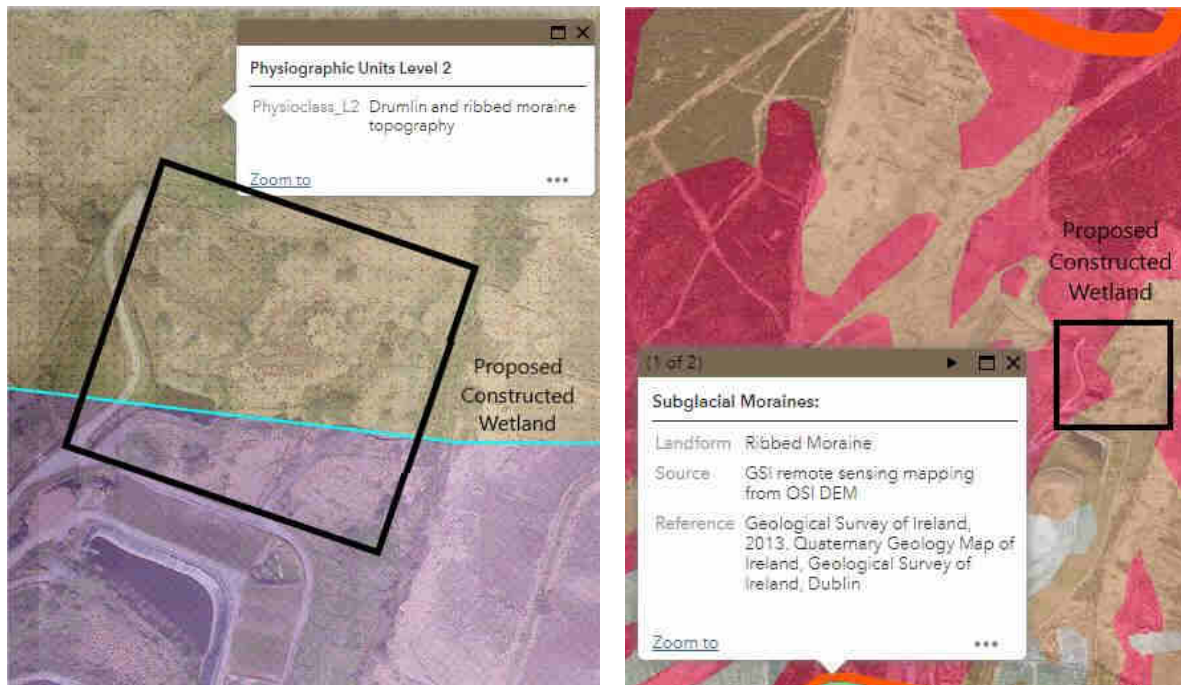 Physiographic Units Level 2
Physioclass_L2 Drumlin and ribbed moraine
topography
Zoom to
Proposed
Constructed
Wetland
Proposed
Constructed
Wetland
(1 of 2)
Subglacial Moraines:
Landform Ribbed Moraine
Source GSI remote sensing mapping
from OSI DEM
Reference Geological Survey of Ireland,
2013. Quaternary Geology Map of
Ireland, Geological Survey of
Ireland, Dublin
Zoom to